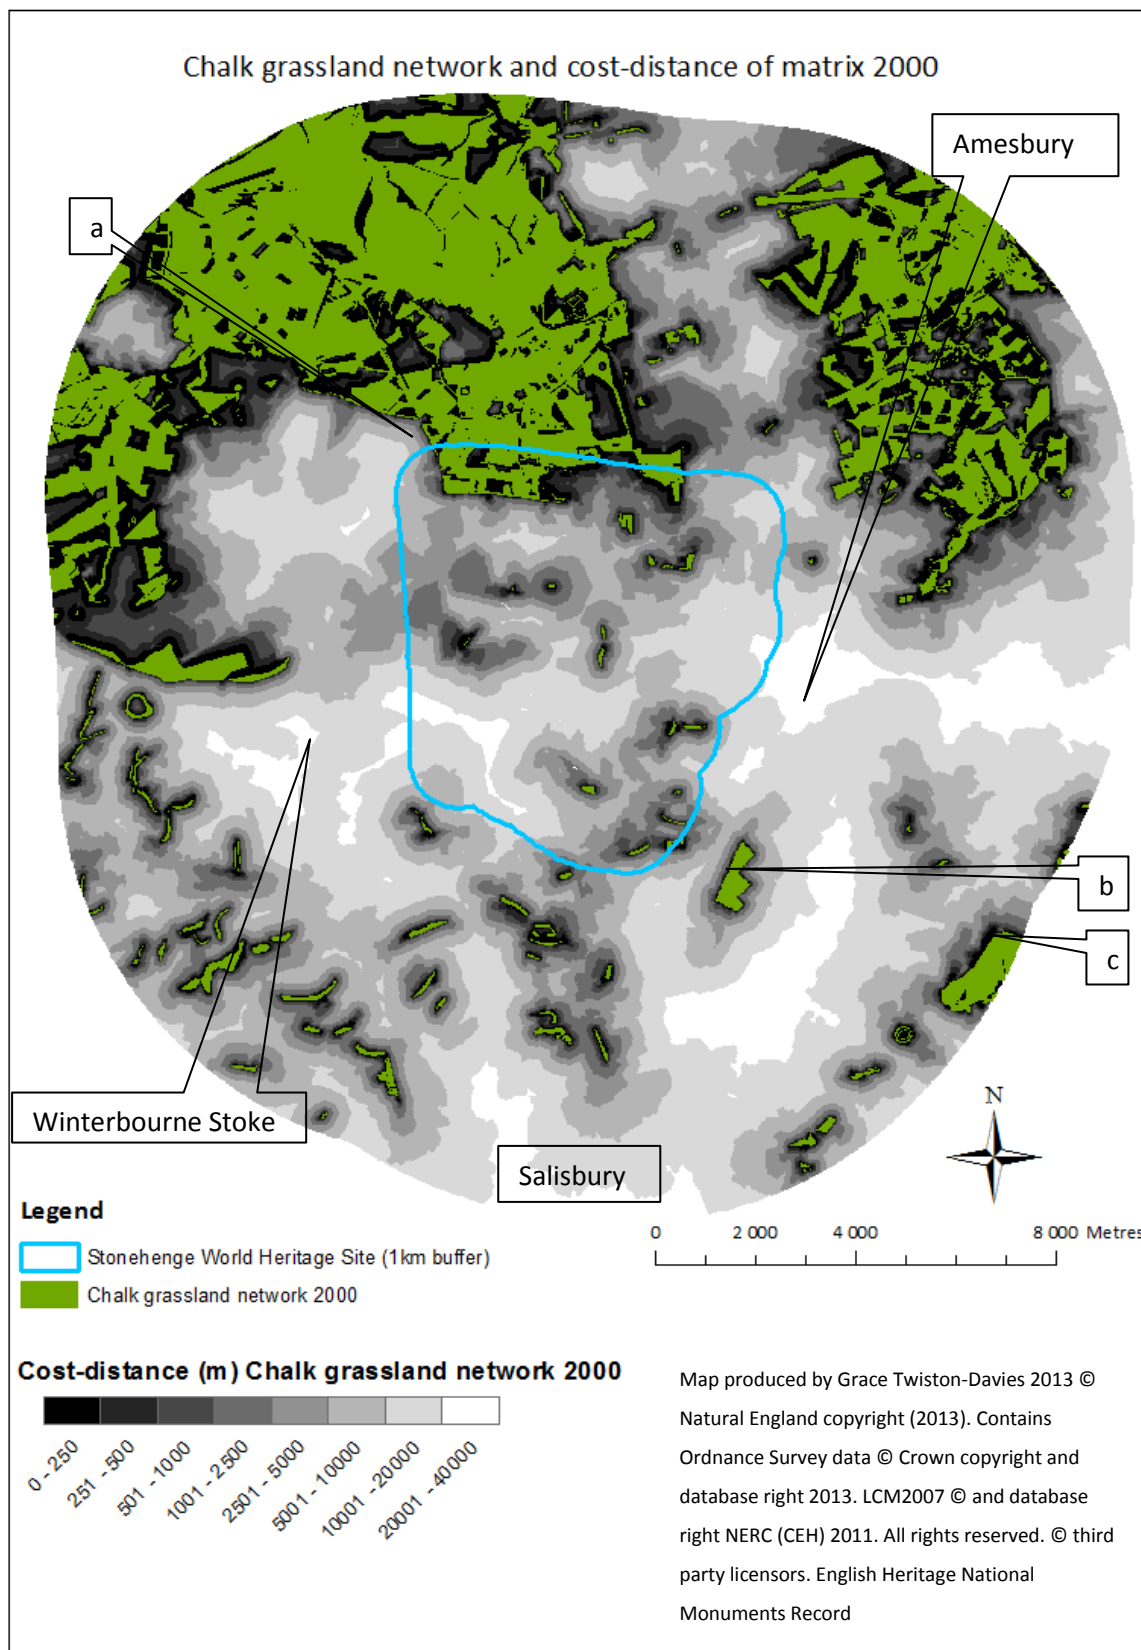 Chalk grassland network and cost-distance of matrix 2000
Amesbury
a
b
c
Winterbourne Stoke
Salisbury
N
0 2 000 4 000 8 000 Metres
Legend
Stonehenge World Heritage Site (1km buffer)
Chalk grassland network 2000
Cost-distance (m) Chalk grassland network 2000
0 - 250
251 - 500
501 - 1000
1001 - 2500
2501 - 5000
5001 - 10000
10001 - 20000
20001 - 40000
Map produced by Grace Twiston-Davies 2013 ©
Natural England copyright (2013). Contains
Ordnance Survey data © Crown copyright and
database right 2013. LCM2007 © and database
right NERC (CEH) 2011. All rights reserved. © third
party licensors. English Heritage National
Monuments Record